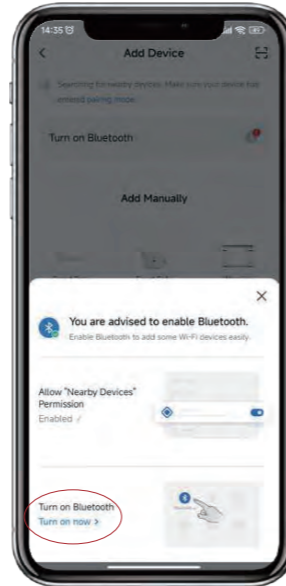 14:35
Add Device
Searching for nearby devices. Make sure your device has
entered pairing mode.
Turn on Bluetooth
Add Manually
You are advised to enable Bluetooth.
Enable Bluetooth to add some Wi-Fi devices easily.
Allow "Nearby Devices"
Permission
Enabled ✓
Turn on Bluetooth
Turn on now >